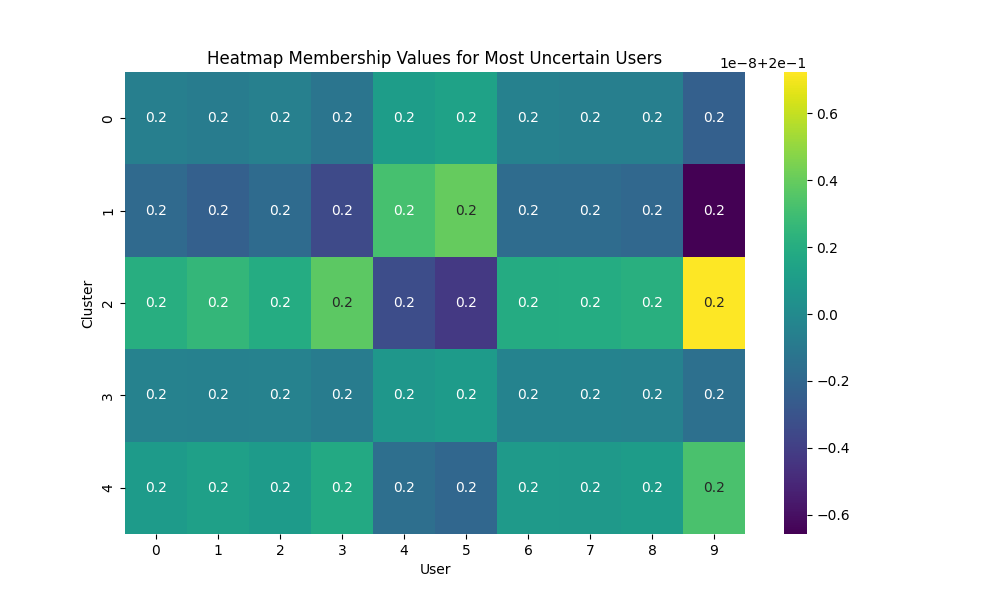 Heatmap Membership Values for Most Uncertain Users
1e−8+2e−1
0 0.2 0.2 0.2 0.2 0.2 0.2 0.2 0.2 0.2 0.2
1 0.2 0.2 0.2 0.2 0.2 0.2 0.2 0.2 0.2 0.2
2 0.2 0.2 0.2 0.2 0.2 0.2 0.2 0.2 0.2 0.2
3 0.2 0.2 0.2 0.2 0.2 0.2 0.2 0.2 0.2 0.2
4 0.2 0.2 0.2 0.2 0.2 0.2 0.2 0.2 0.2 0.2
Cluster
0 1 2 3 4 5 6 7 8 9
User
0.6
0.4
0.2
0.0
−0.2
−0.4
−0.6